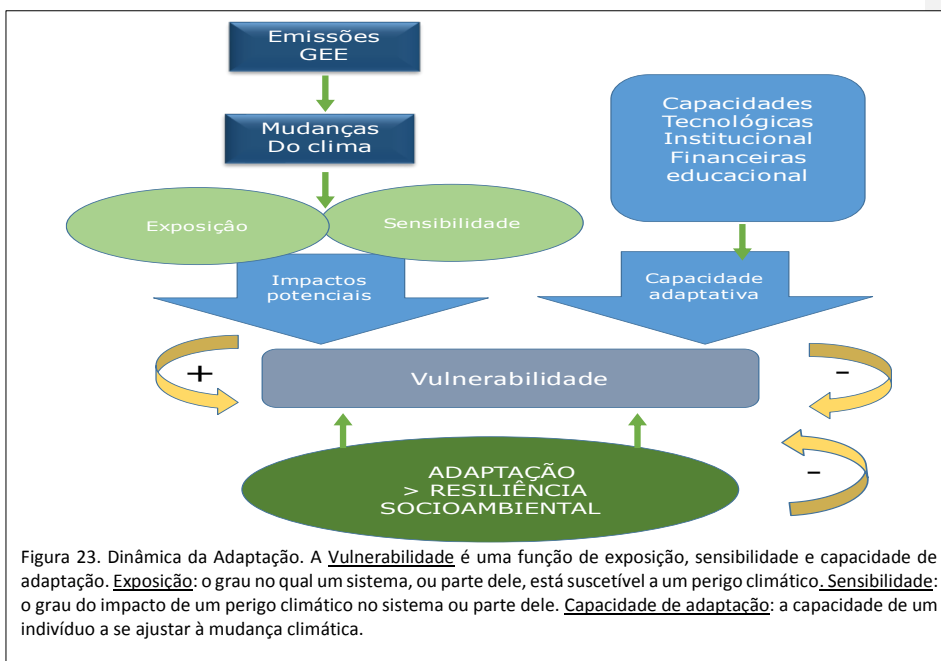 Emissões
GEE
Mudanças
Do clima
Capacidades
Tecnológicas
Institucional
Financeiras
educacional
Exposição
Sensibilidade
Impactos
potenciais
Capacidade
adaptativa
+
Vulnerabilidade
-
ADAPTAÇÃO
> RESILIÊNCIA
SOCIOAMBIENTAL
-
Figura 23. Dinâmica da Adaptação. A Vulnerabilidade é uma função de exposição, sensibilidade e capacidade de
adaptação. Exposição: o grau no qual um sistema, ou parte dele, está suscetível a um perigo climático. Sensibilidade:
o grau do impacto de um perigo climático no sistema ou parte dele. Capacidade de adaptação: a capacidade de um
indivíduo a se ajustar à mudança climática.